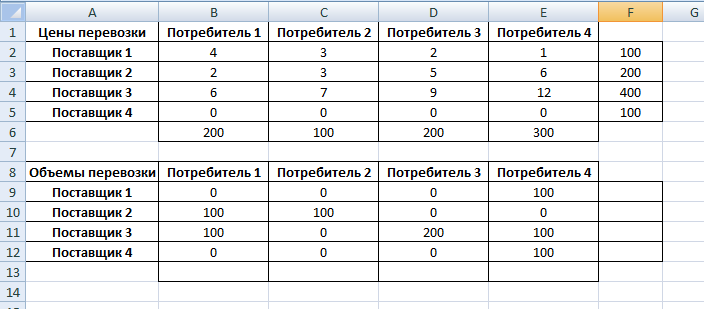 A B C D E F G
1 Цены перевозки Потребитель 1 Потребитель 2 Потребитель 3 Потребитель 4
2 Поставщик 1 4 3 2 1 100
3 Поставщик 2 2 3 5 6 200
4 Поставщик 3 6 7 9 12 400
5 Поставщик 4 0 0 0 0 100
6 200 100 200 300
7
8 Объемы перевозки Потребитель 1 Потребитель 2 Потребитель 3 Потребитель 4
9 Поставщик 1 0 0 0 100
10 Поставщик 2 100 100 0 0
11 Поставщик 3 100 0 200 100
12 Поставщик 4 0 0 0 100
13
14